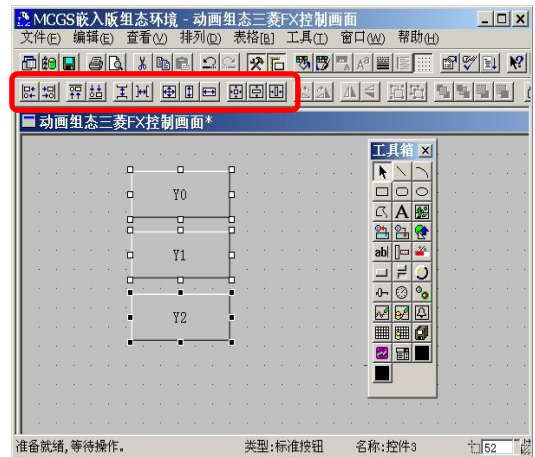 MCGS嵌入版组态环境 - 动画组态三菱FX控制画面
文件(F) 编辑(E) 查看(V) 排列(D) 表格[B] 工具(T) 窗口(W) 帮助(H)
动画组态三菱FX控制画面*
工具箱
Y0
Y1
Y2
A
ab
准备就绪,等待操作。 类型:标准按钮 名称:控件3 52